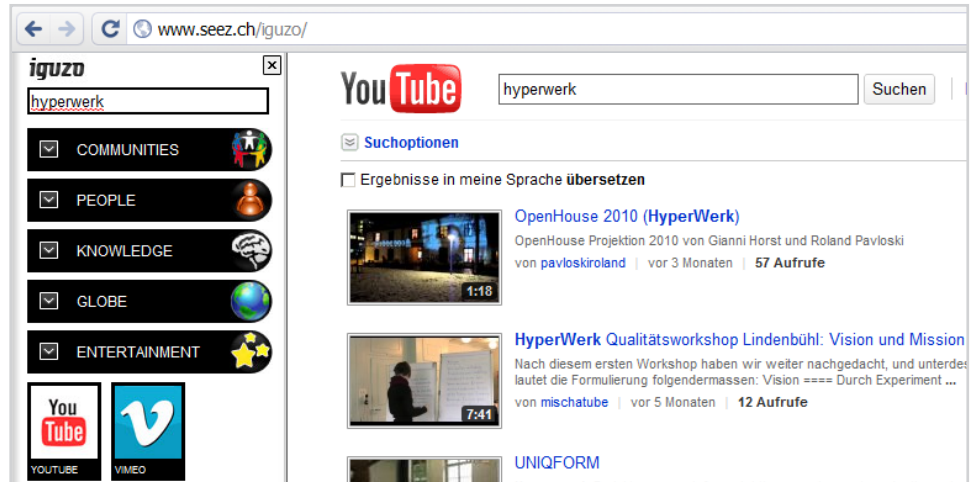 www.seez.ch/iguzo/
iguzo
hyperwerk
COMMUNITIES
PEOPLE
KNOWLEDGE
GLOBE
ENTERTAINMENT
You
Tube
YOUTUBE
VIMEO
YouTube
hyperwerk
Suchen
Suchoptionen
Ergebnisse in meine Sprache übersetzen
OpenHouse 2010 (HyperWerk)
OpenHouse Projektion 2010 von Gianni Horst und Roland Pavloski
von pavloskiroland | vor 3 Monaten | 57 Aufrufe
1:18
HyperWerk Qualitätsworkshop Lindenbühl: Vision und Mission
Nach diesem ersten Workshop haben wir weiter nachgedacht, und unterdes
lautet die Formulierung folgendermassen: Vision ==== Durch Experiment ...
von mischatube | vor 5 Monaten | 12 Aufrufe
7:41
UNIQFORM